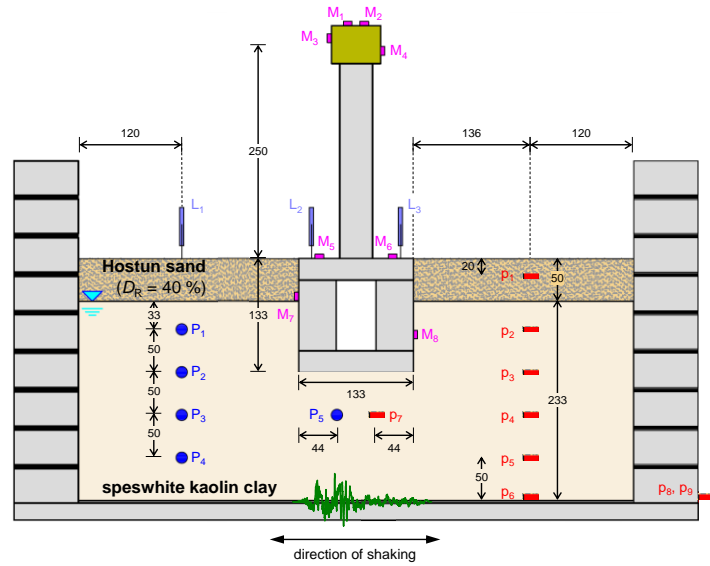 M1 M2
M3
M4
120
136
120
250
L1
L2
L3
M5
M6
Hostun sand
(DR = 40 %)
20
p1
50
33
133
M7
M8
P1
p2
50
P2
p3
133
233
50
P3
P5
p7
p4
44
44
50
P4
p5
50
speswhite kaolin clay
p6
p8, p9
direction of shaking